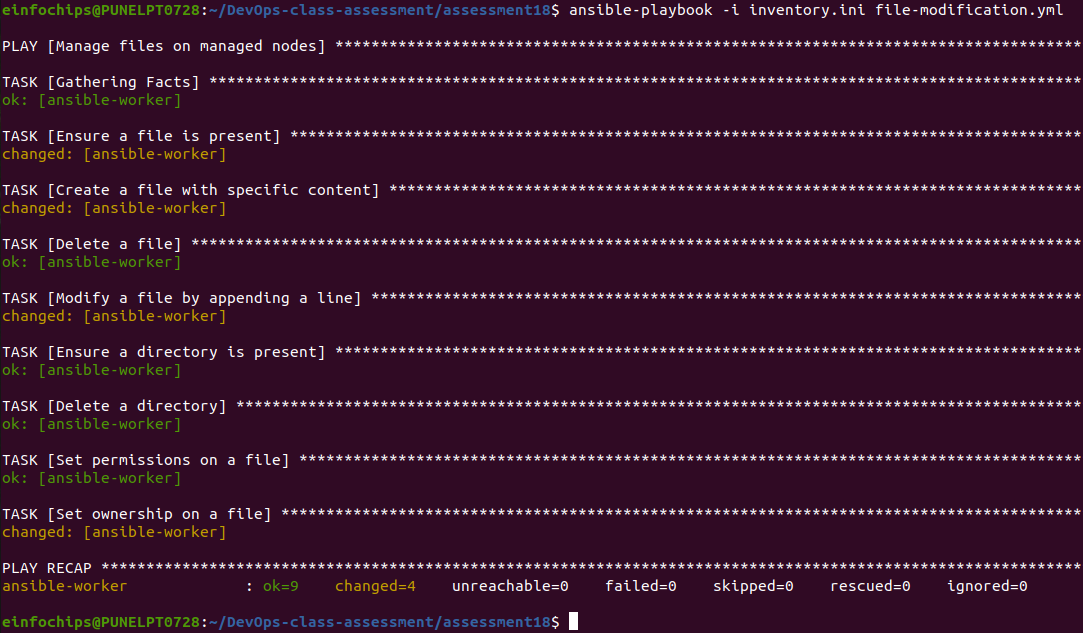 einfochips@PUNELPT0728:~/DevOps-class-assessment/assessment18$ ansible-playbook -i inventory.ini file-modification.yml
PLAY [Manage files on managed nodes] ***********************************************************************************
TASK [Gathering Facts] *************************************************************************************************
ok: [ansible-worker]
TASK [Ensure a file is present] ****************************************************************************************
changed: [ansible-worker]
TASK [Create a file with specific content] *****************************************************************************
changed: [ansible-worker]
TASK [Delete a file] ***************************************************************************************************
ok: [ansible-worker]
TASK [Modify a file by appending a line] *******************************************************************************
changed: [ansible-worker]
TASK [Ensure a directory is present] ***********************************************************************************
ok: [ansible-worker]
TASK [Delete a directory] **********************************************************************************************
ok: [ansible-worker]
TASK [Set permissions on a file] ***************************************************************************************
ok: [ansible-worker]
TASK [Set ownership on a file] *****************************************************************************************
changed: [ansible-worker]
PLAY RECAP *************************************************************************************************************
ansible-worker             : ok=9    changed=4    unreachable=0    failed=0    skipped=0    rescued=0    ignored=0
einfochips@PUNELPT0728:~/DevOps-class-assessment/assessment18$